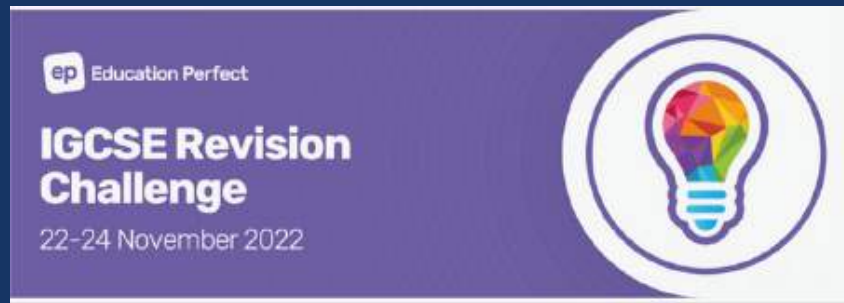 ep Education Perfect
IGCSE Revision
Challenge
22-24 November 2022